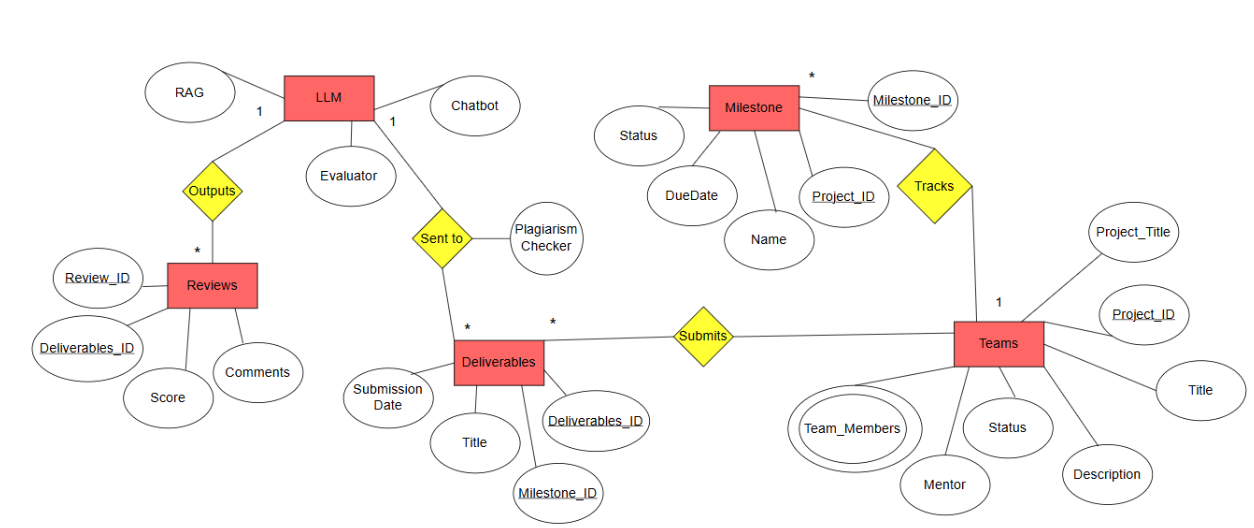 RAG
LLM
Chatbot
1
1
Evaluator
Outputs
Sent to
Plagiarism
Checker
*
Review_ID
Reviews
Deliverables_ID
Score
Comments
*
*
Deliverables
Submission
Date
Title
Deliverables_ID
Milestone_ID
*
Milestone
Milestone_ID
Status
DueDate
Name
Project_ID
Tracks
Submits
1
Teams
Project_Title
Project_ID
Title
Team_Members
Status
Mentor
Description